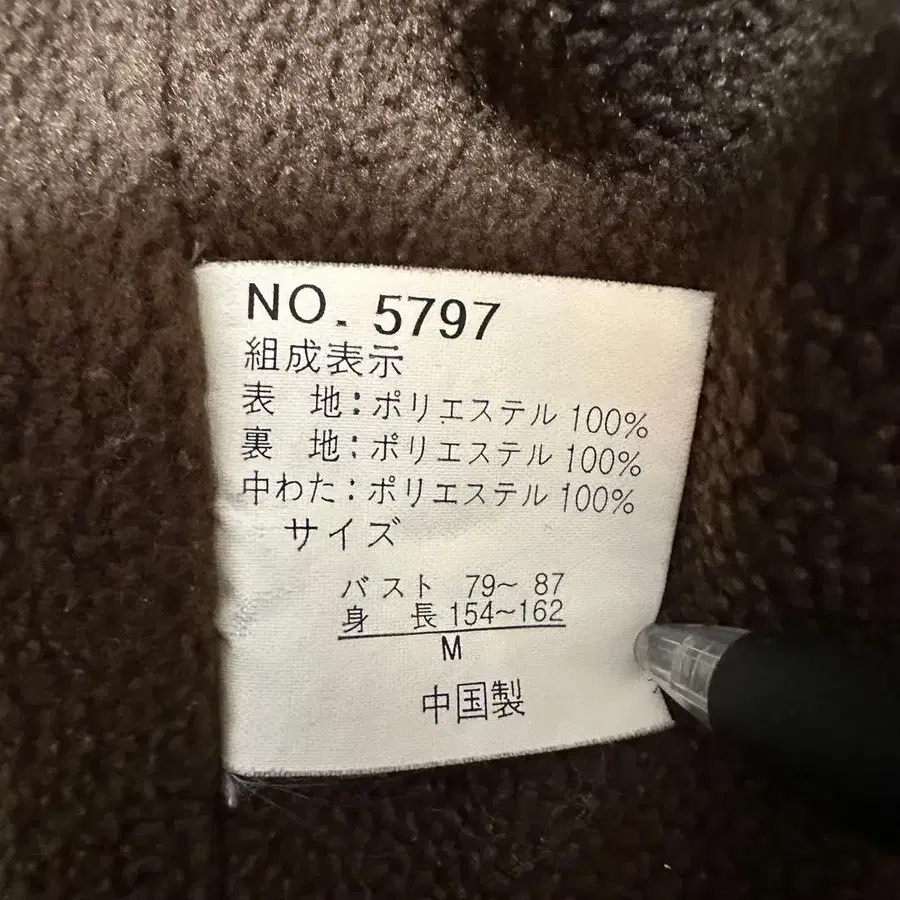 NO. 5797
組成表示
表 地:ポリエステル 100%
裏 地:ポリエステル 100%
中わた:ポリエステル 100%
サイズ
バスト 79~ 87
身 長 154~162
M
中国製